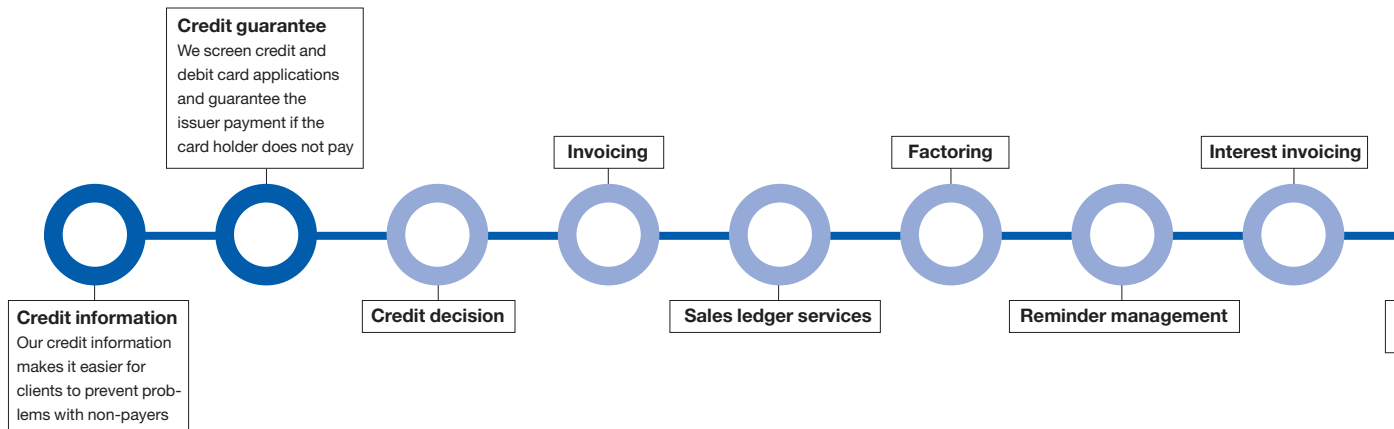 Credit guarantee
We screen credit and
debit card applications
and guarantee the
issuer payment if the
card holder does not pay
Invoicing
Factoring
Interest invoicing
Credit information
Our credit information
makes it easier for
clients to prevent prob-
lems with non-payers
Credit decision
Sales ledger services
Reminder management